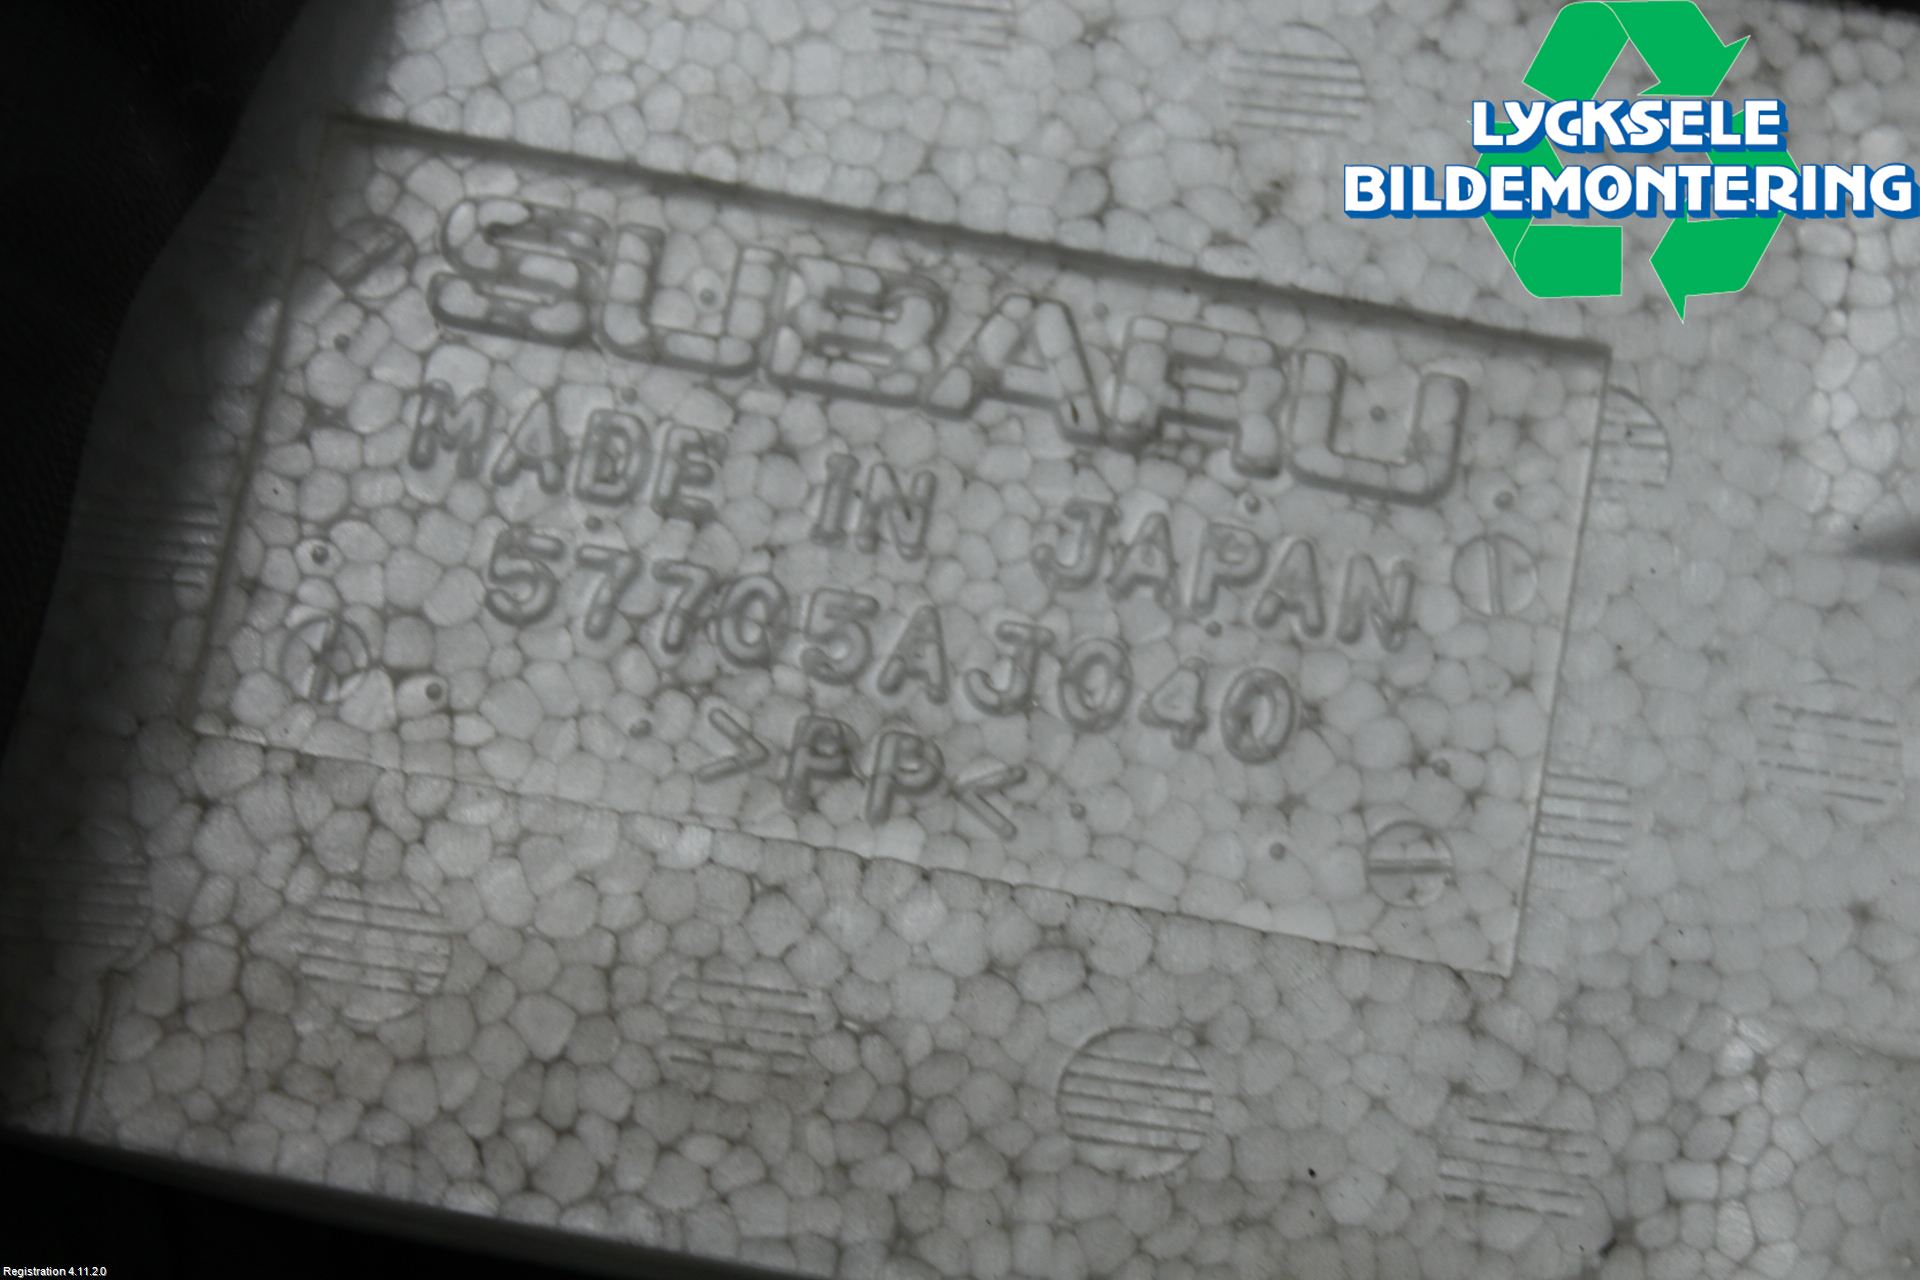 LYCKSELE
BILDEMONTERING
SUBARU
MADE IN JAPAN
57705AJ040
>PP<
Registration 4.11.2.0